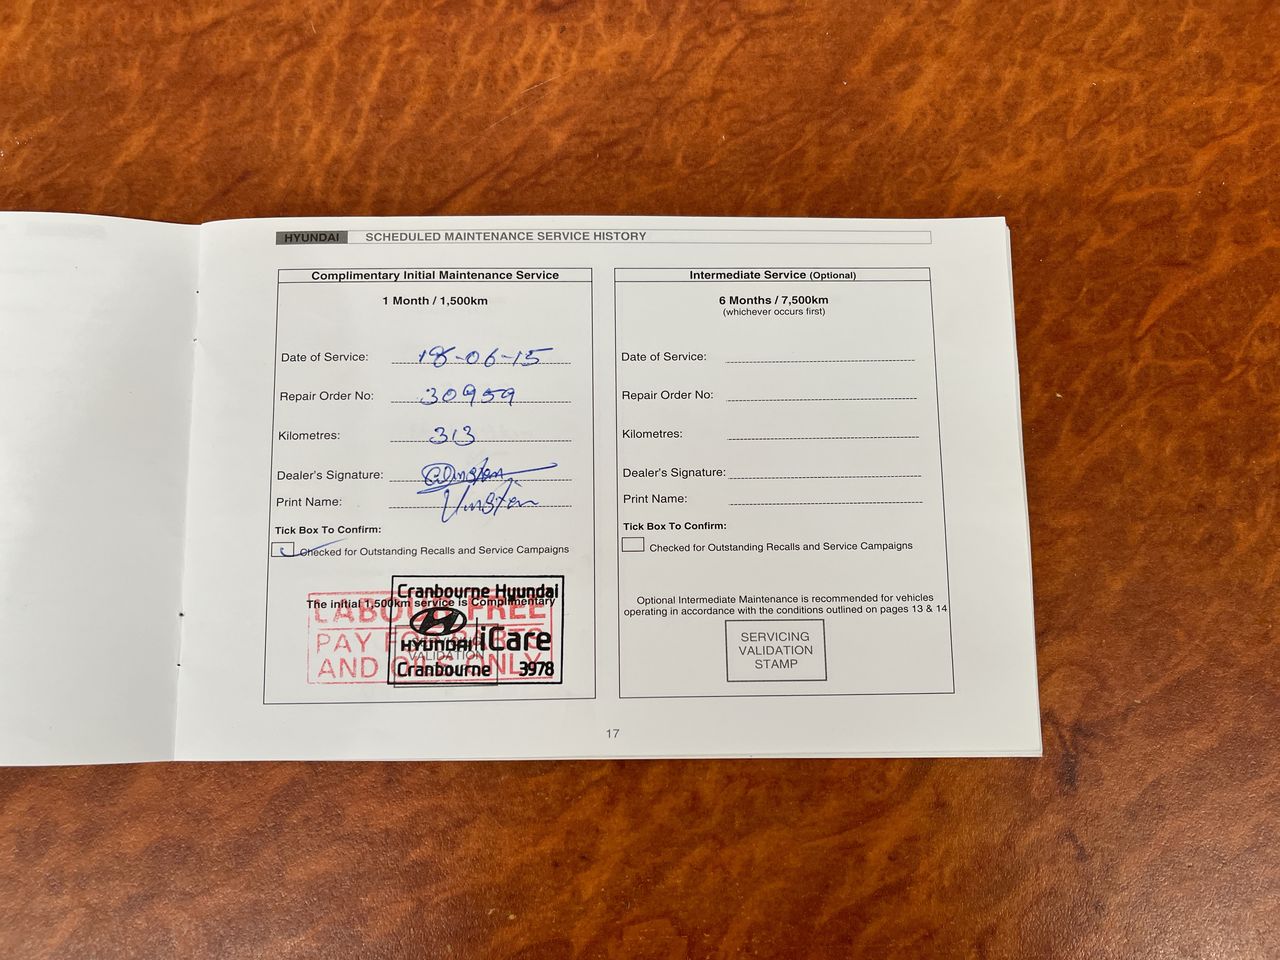 HYUNDAI SCHEDULED MAINTENANCE SERVICE HISTORY
Complimentary Initial Maintenance Service
1 Month / 1,500km
Date of Service: 18-06-15
Repair Order No: 30959
Kilometres: 313
Dealer's Signature:
Print Name:
Tick Box To Confirm:
Checked for Outstanding Recalls and Service Campaigns
The initial 1,500km service is Complimentary
LABOUR FREE
PAY FOR PARTS
AND OILS ONLY
Cranbourne Hyundai
HYUNDAI iCare
VALIDATION
Cranbourne 3978
Intermediate Service (Optional)
6 Months / 7,500km
(whichever occurs first)
Date of Service:
Repair Order No:
Kilometres:
Dealer's Signature:
Print Name:
Tick Box To Confirm:
Checked for Outstanding Recalls and Service Campaigns
Optional Intermediate Maintenance is recommended for vehicles
operating in accordance with the conditions outlined on pages 13 & 14
SERVICING
VALIDATION
STAMP
17